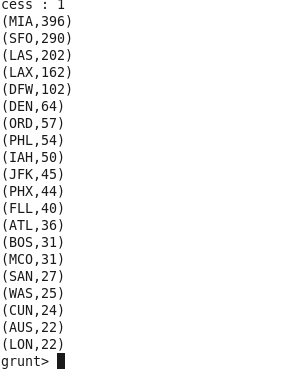 cess : 1
(MIA,396)
(SFO,290)
(LAS,202)
(LAX,162)
(DFW,102)
(DEN,64)
(ORD,57)
(PHL,54)
(IAH,50)
(JFK,45)
(PHX,44)
(FLL,40)
(ATL,36)
(BOS,31)
(MCO,31)
(SAN,27)
(WAS,25)
(CUN,24)
(AUS,22)
(LON,22)
grunt>